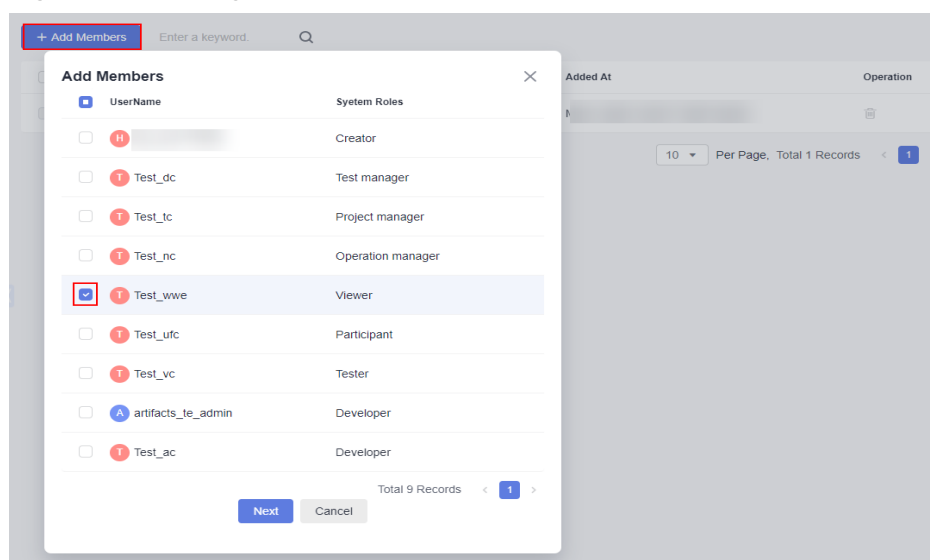 + Add Members Enter a keyword.
Add Members
Added At Operation
UserName System Roles
H Creator
T Test_dc Test manager
T Test_tc Project manager
T Test_nc Operation manager
T Test_wwe Viewer
T Test_ufc Participant
T Test_vc Tester
A artifacts_te_admin Developer
T Test_ac Developer
10 Per Page, Total 1 Records < 1
Total 9 Records < 1 >
Next Cancel